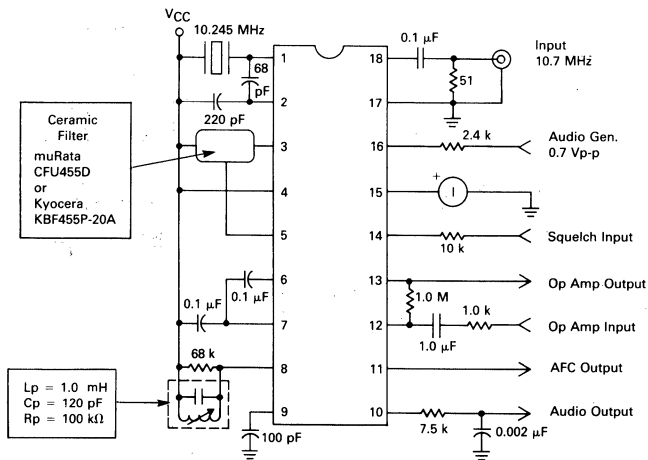 VCC
10.245 MHz
68
pF
220 pF
Ceramic
Filter
muRata
CFU455D
or
Kyocera
KBF455P-20A
0.1 µF
0.1 µF
68 k
Lp = 1.0 mH
Cp = 120 pF
Rp = 100 kΩ
100 pF
1
2
3
4
5
6
7
8
9
18
17
16
15
14
13
12
11
10
0.1 µF
Input
10.7 MHz
51
2.4 k
Audio Gen.
0.7 Vp-p
+
I
10 k
Squelch Input
Op Amp Output
1.0 M
1.0 k
Op Amp Input
1.0 µF
AFC Output
Audio Output
7.5 k
0.002 µF